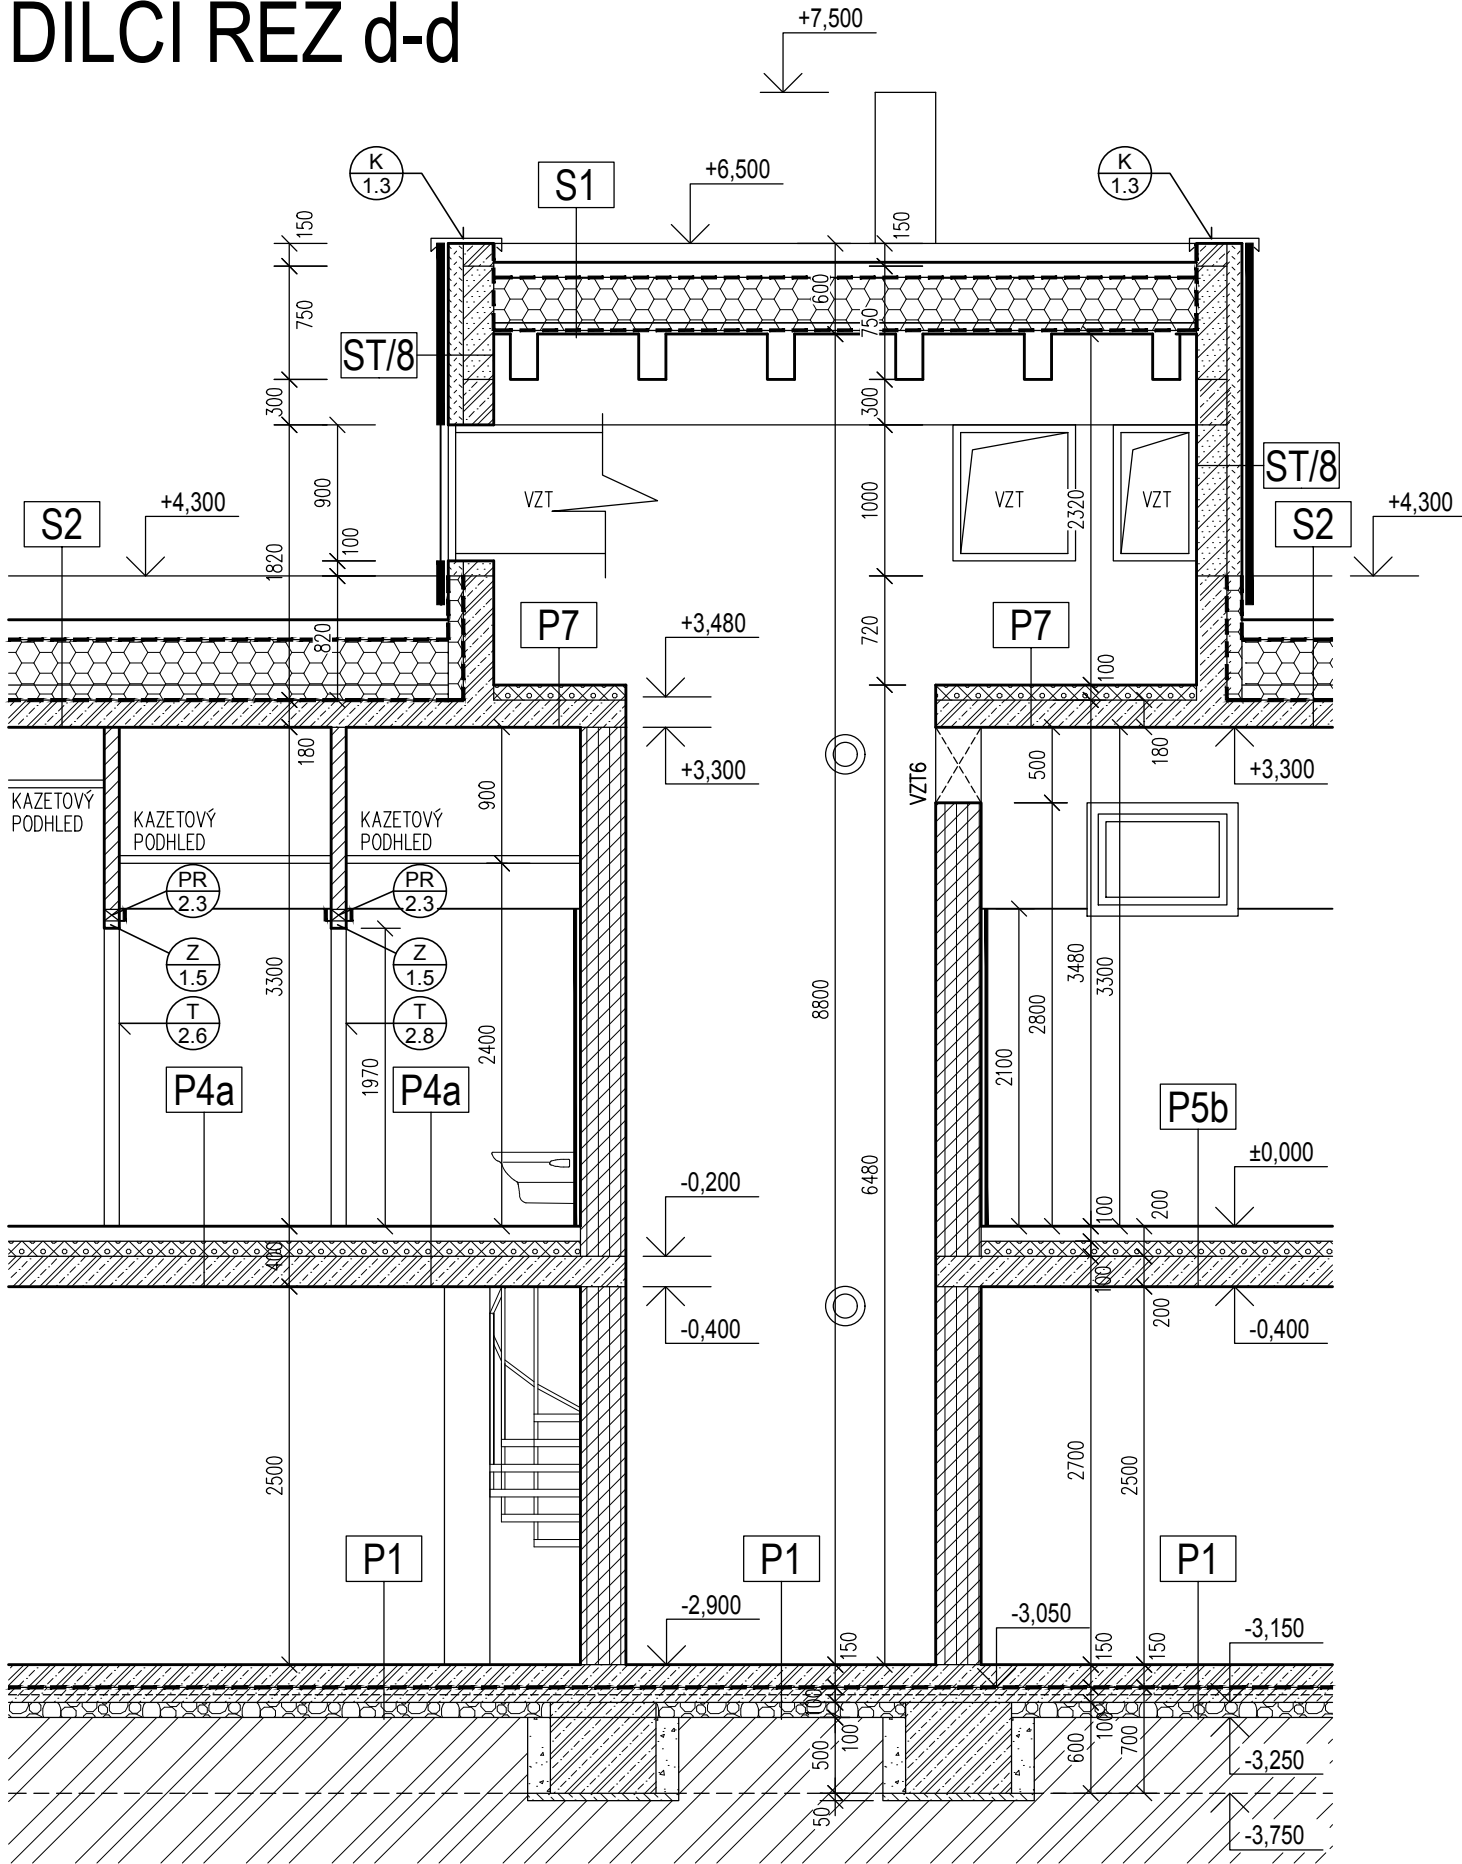 DÍLČÍ ŘEZ d-d
+7,500
K
1.3
S1
+6,500
K
1.3
150
150
600
750
750
ST/8
300
300
VZT
VZT
VZT
ST/8
S2
+4,300
900
100
1820
1000
2320
S2
+4,300
820
P7
+3,480
720
P7
100
180
+3,300
900
VZT6
500
180
+3,300
KAZETOVÝ
PODHLED
KAZETOVÝ
PODHLED
KAZETOVÝ
PODHLED
PR
2.3
PR
2.3
Z
1.5
Z
1.5
T
2.6
T
2.8
3300
1970
2400
8800
2100
2800
3480
3300
P4a
P4a
P5b
6480
±0,000
-0,200
100
200
400
100
200
-0,400
-0,400
2500
2700
2500
P1
P1
P1
-2,900
-3,050
-3,150
150
150
150
100
100
500
600
100
700
50
-3,250
-3,750